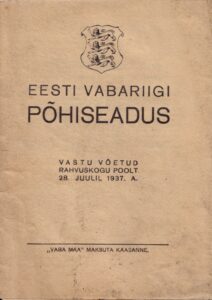 EESTI VABARIIGI
PÕHISEADUS
VASTU VÕETUD
RAHVUSKOGU POOLT
28. JUULIL 1937. A.
„VABA MAA” MAKSUTA KAASANNE.